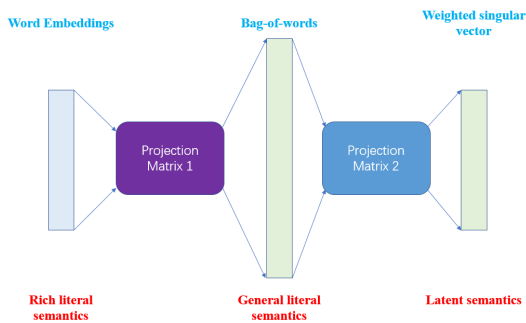 Word Embeddings
Bag-of-words
Weighted singular
vector
Projection
Matrix 1
Projection
Matrix 2
Rich literal
semantics
General literal
semantics
Latent semantics